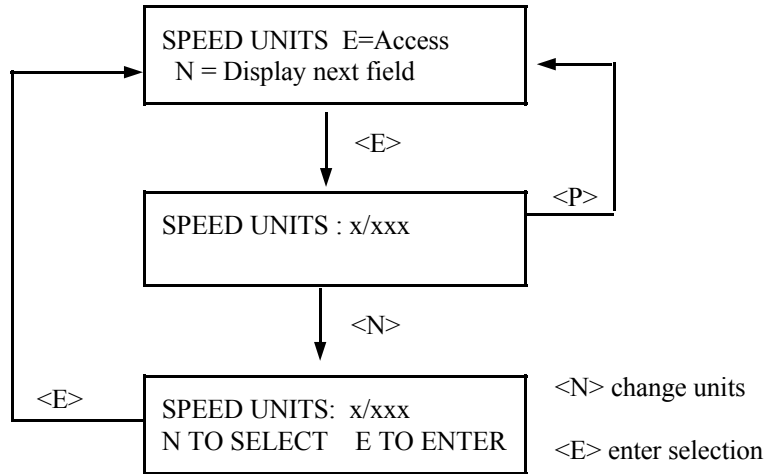 SPEED UNITS E=Access
N = Display next field
<E>
SPEED UNITS : x/xxx
<P>
<N>
<E>
SPEED UNITS: x/xxx
N TO SELECT E TO ENTER
<N> change units
<E> enter selection